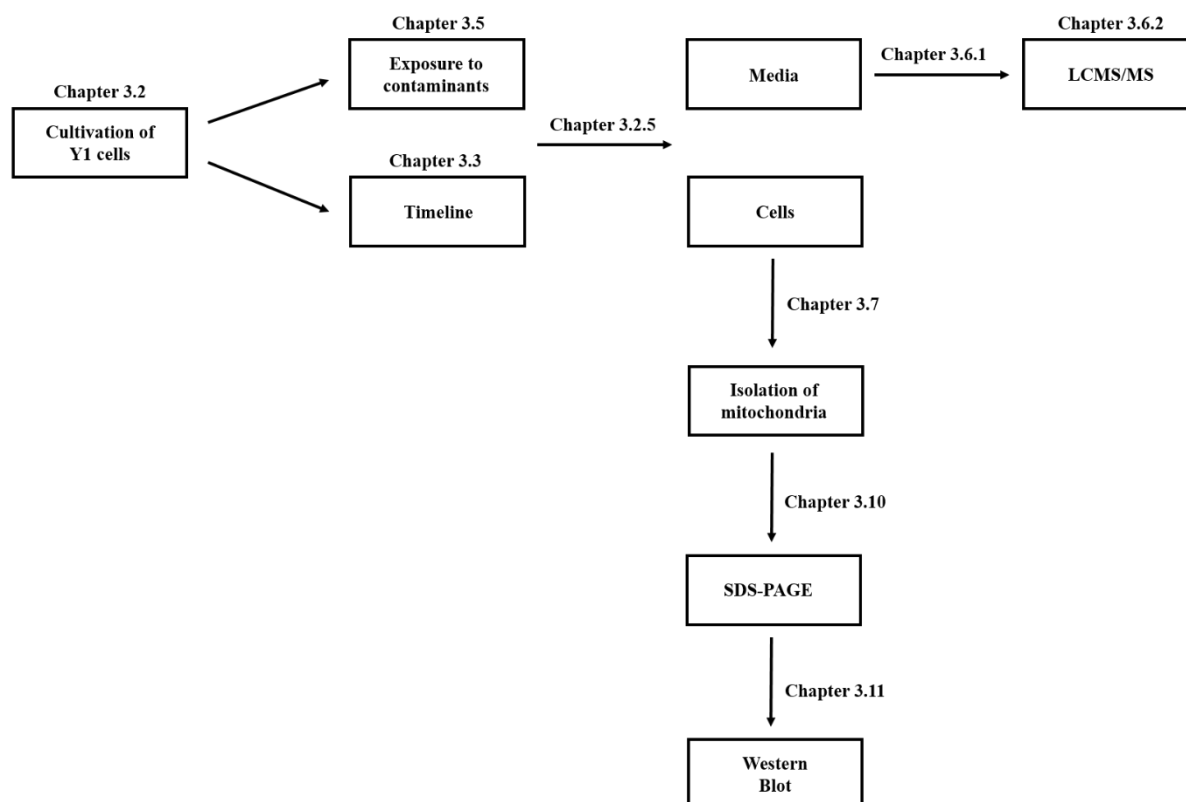 Chapter 3.5
Chapter 3.6.2
Exposure to
contaminants
Media
Chapter 3.6.1
LCMS/MS
Chapter 3.2
Cultivation of
Y1 cells
Chapter 3.2.5
Chapter 3.3
Timeline
Cells
Chapter 3.7
Isolation of
mitochondria
Chapter 3.10
SDS-PAGE
Chapter 3.11
Western
Blot